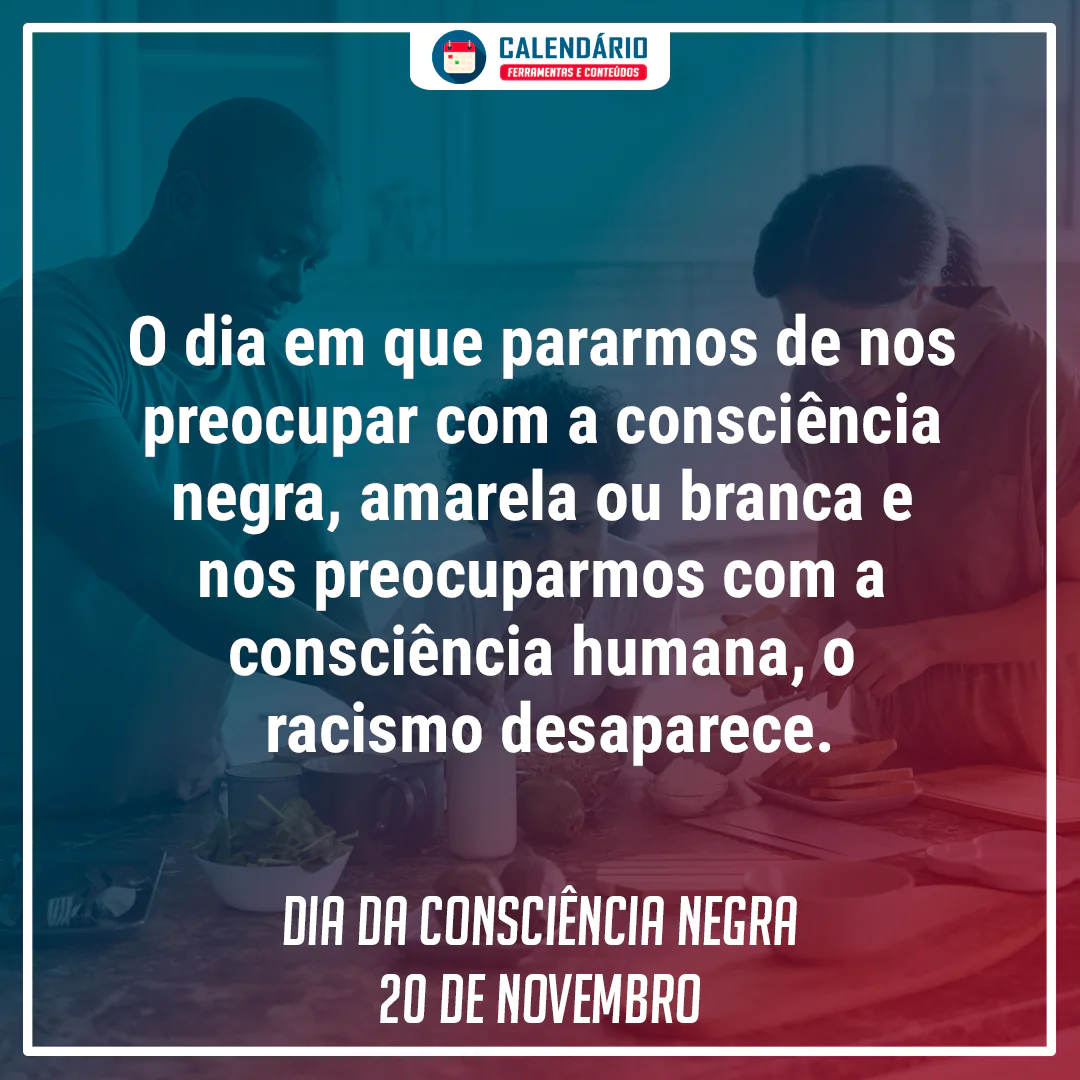 CALENDÁRIO
FERRAMENTAS E CONTEÚDOS
O dia em que pararmos de nos
preocupar com a consciência
negra, amarela ou branca e
nos preocuparmos com a
consciência humana, o
racismo desaparece.
DIA DA CONSCIÊNCIA NEGRA
20 DE NOVEMBRO